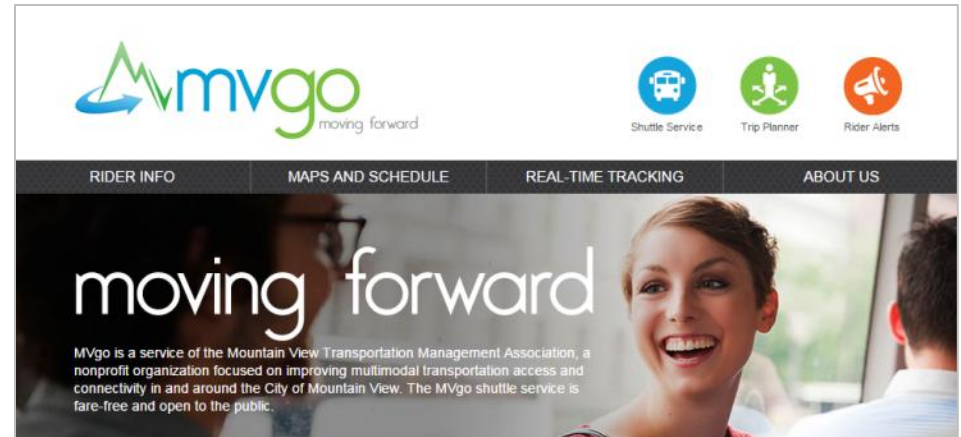 mvgo
moving forward
Shuttle Service
Trip Planner
Rider Alerts
RIDER INFO
MAPS AND SCHEDULE
REAL-TIME TRACKING
ABOUT US
moving forward
MVgo is a service of the Mountain View Transportation Management Association, a
nonprofit organization focused on improving multimodal transportation access and
connectivity in and around the City of Mountain View. The MVgo shuttle service is
fare-free and open to the public.